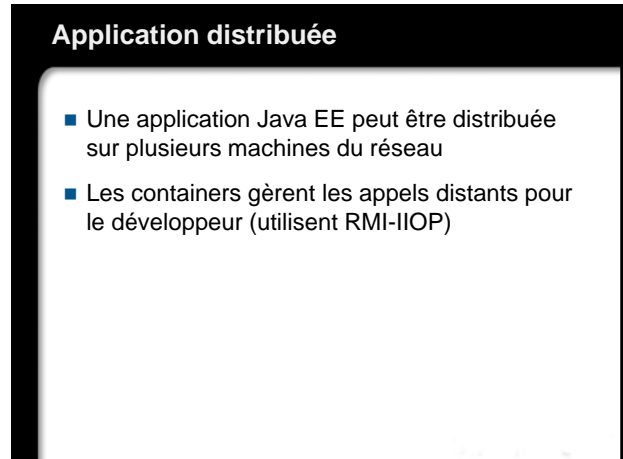 Application distribuée
Une application Java EE peut être distribuée
sur plusieurs machines du réseau
Les containers gèrent les appels distants pour
le développeur (utilisent RMI-IIOP)